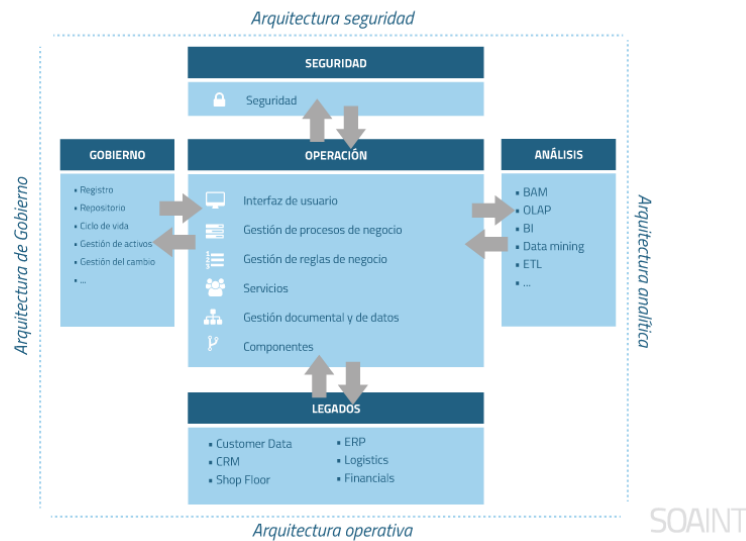 Arquitectura seguridad
SEGURIDAD
Seguridad
Arquitectura de Gobierno
GOBIERNO
▪ Registro
▪ Repositorio
▪ Ciclo de vida
▪ Gestión de activos
▪ Gestión del cambio
▪ ...
OPERACIÓN
Interfaz de usuario
Gestión de procesos de negocio
Gestión de reglas de negocio
Servicios
Gestión documental y de datos
Componentes
ANÁLISIS
▪ BAM
▪ OLAP
▪ BI
▪ Data mining
▪ ETL
▪ ...
Arquitectura analítica
LEGADOS
▪ Customer Data
▪ CRM
▪ Shop Floor
▪ ERP
▪ Logistics
▪ Financials
Arquitectura operativa
SOAINT